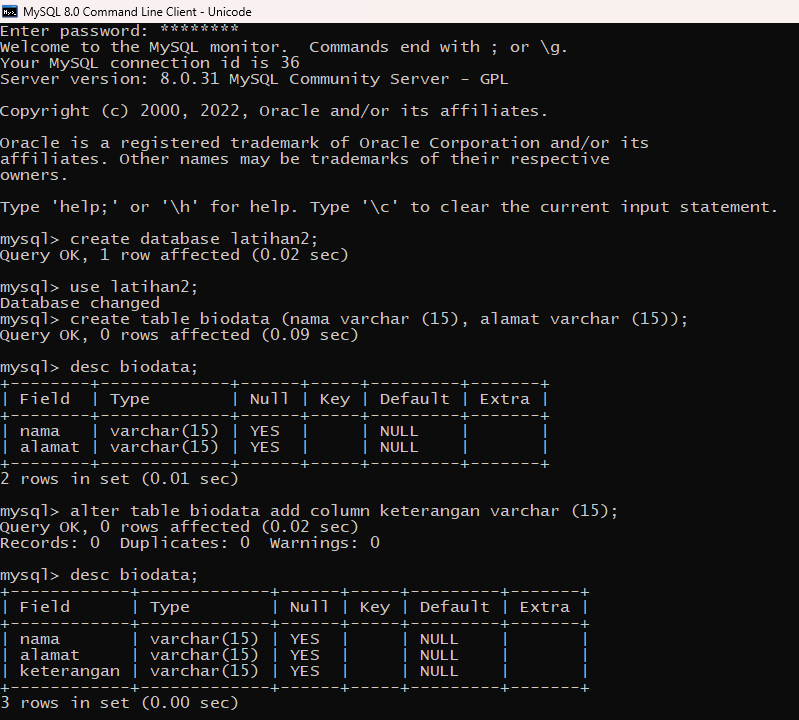 MySQL 8.0 Command Line Client - Unicode
Enter password: ********
Welcome to the MySQL monitor.  Commands end with ; or \g.
Your MySQL connection id is 36
Server version: 8.0.31 MySQL Community Server - GPL

Copyright (c) 2000, 2022, Oracle and/or its affiliates.

Oracle is a registered trademark of Oracle Corporation and/or its
affiliates. Other names may be trademarks of their respective
owners.

Type 'help;' or '\h' for help. Type '\c' to clear the current input statement.

mysql> create database latihan2;
Query OK, 1 row affected (0.02 sec)

mysql> use latihan2;
Database changed
mysql> create table biodata (nama varchar (15), alamat varchar (15));
Query OK, 0 rows affected (0.09 sec)

mysql> desc biodata;
+--------+-------------+------+-----+---------+-------+
| Field  | Type        | Null | Key | Default | Extra |
+--------+-------------+------+-----+---------+-------+
| nama   | varchar(15) | YES  |     | NULL    |       |
| alamat | varchar(15) | YES  |     | NULL    |       |
+--------+-------------+------+-----+---------+-------+
2 rows in set (0.01 sec)

mysql> alter table biodata add column keterangan varchar (15);
Query OK, 0 rows affected (0.02 sec)
Records: 0  Duplicates: 0  Warnings: 0

mysql> desc biodata;
+------------+-------------+------+-----+---------+-------+
| Field      | Type        | Null | Key | Default | Extra |
+------------+-------------+------+-----+---------+-------+
| nama       | varchar(15) | YES  |     | NULL    |       |
| alamat     | varchar(15) | YES  |     | NULL    |       |
| keterangan | varchar(15) | YES  |     | NULL    |       |
+------------+-------------+------+-----+---------+-------+
3 rows in set (0.00 sec)